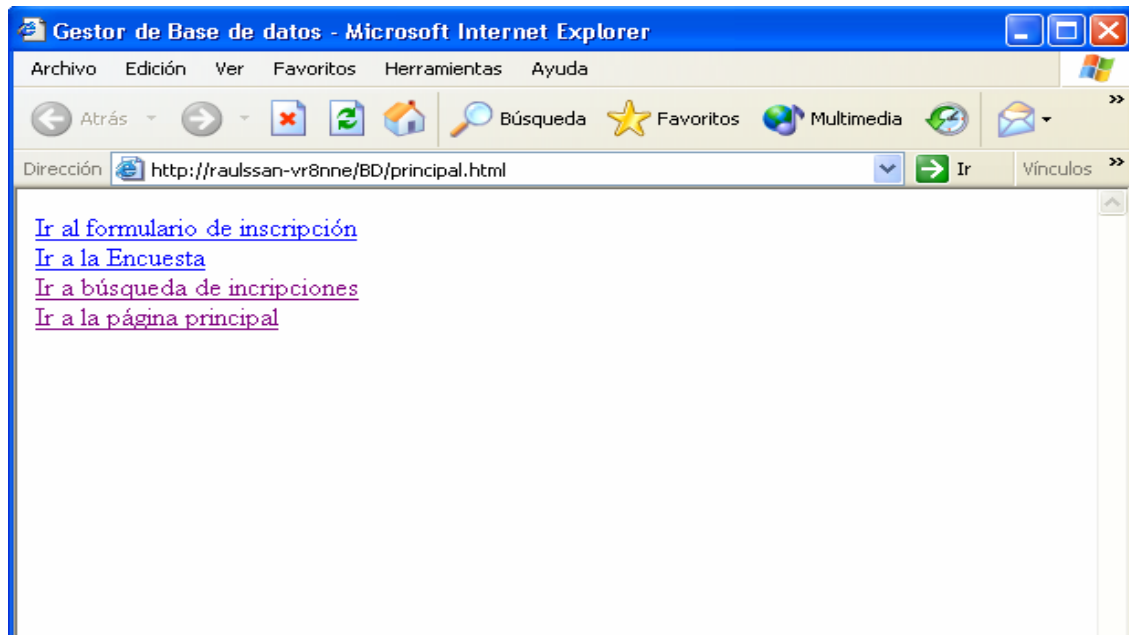 Gestor de Base de datos - Microsoft Internet Explorer
Archivo Edición Ver Favoritos Herramientas Ayuda
Atrás Búsqueda Favoritos Multimedia »
Dirección http://raulssan-vr8nne/BD/principal.html Ir Vínculos »
Ir al formulario de inscripción
Ir a la Encuesta
Ir a búsqueda de incripciones
Ir a la página principal